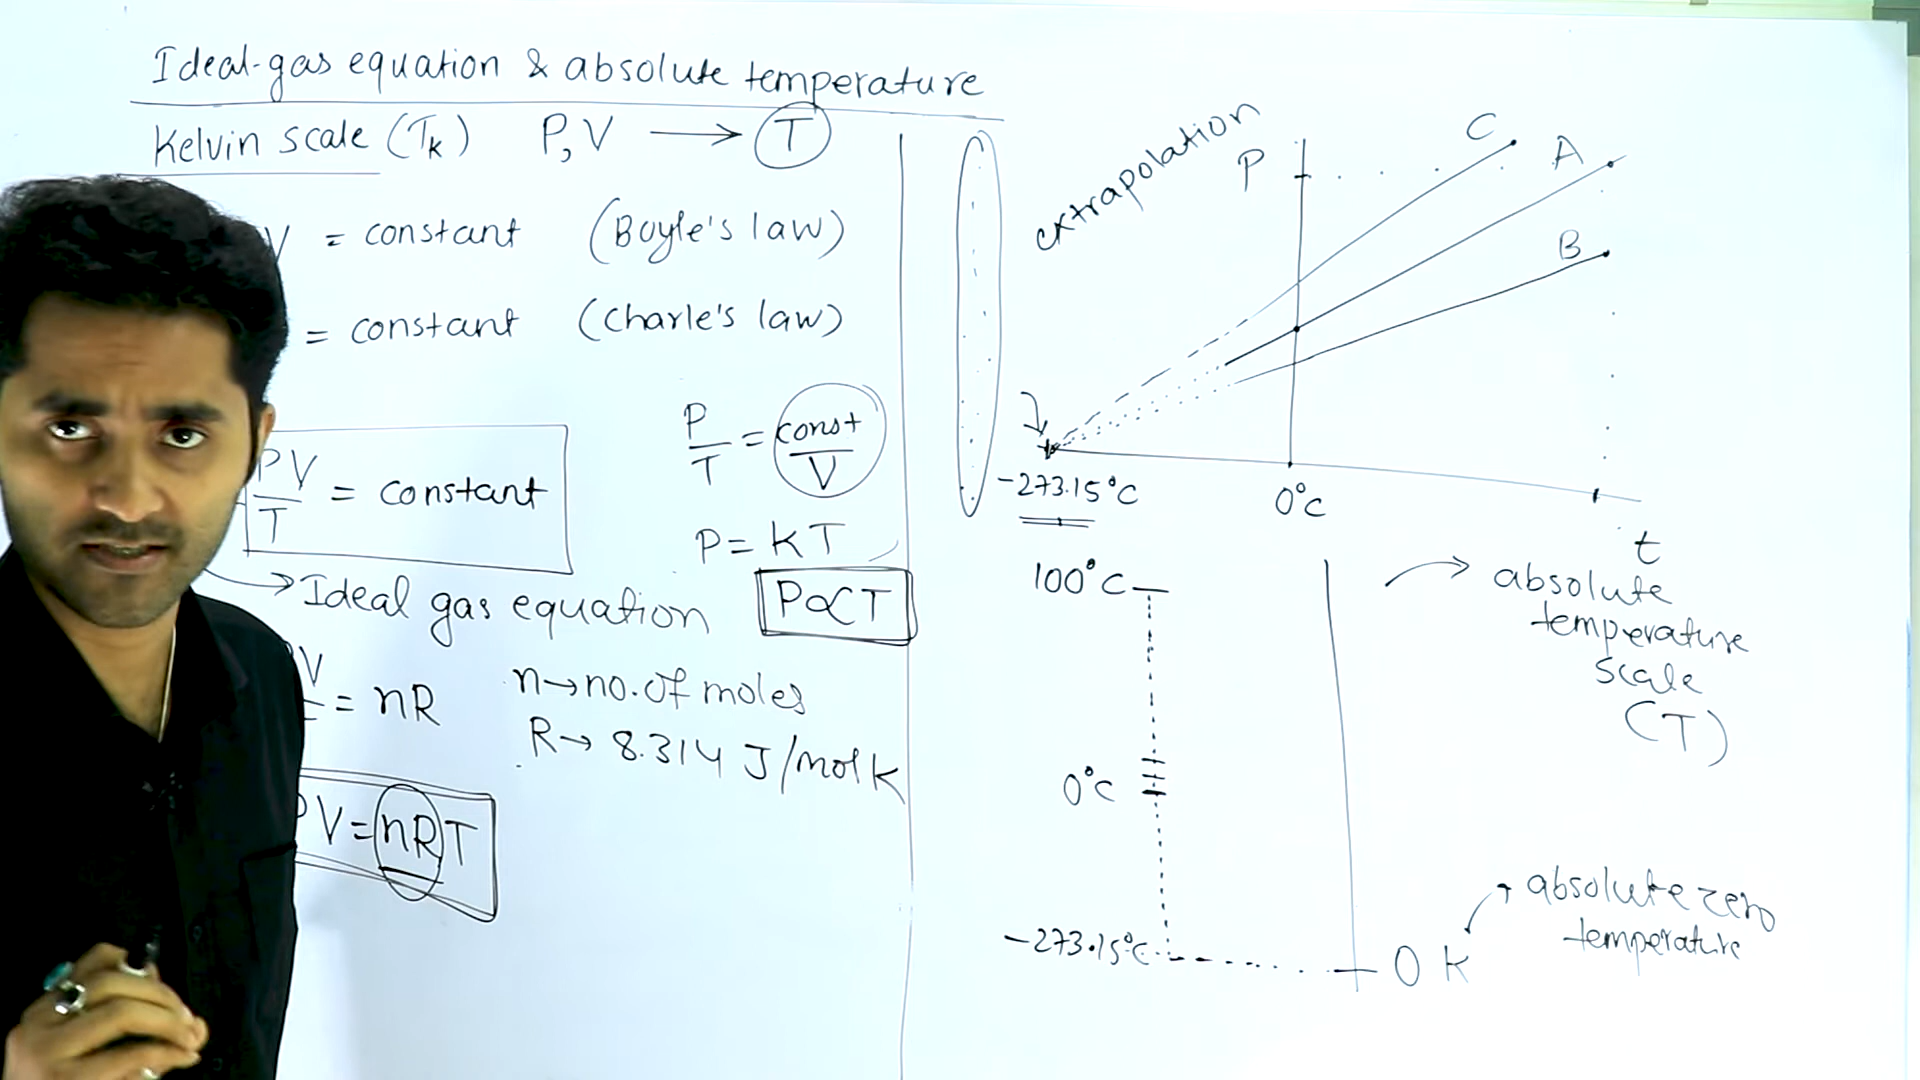 Ideal-gas equation & absolute temperature
Kelvin scale (Tk) P, V → T
V = constant (Boyle's law)
= constant (Charle's law)
P/T = const/V
PV/T = constant
P = KT
P∝T
→ Ideal gas equation
V = nR
n → no. of moles
R → 8.314 J/mol K
PV = nRT
extrapolation
P
C
A
B
-273.15°C
0°C
t
100°C
0°C
-273.15°C
0 K
absolute
temperature
scale
(T)
absolute zero
temperature